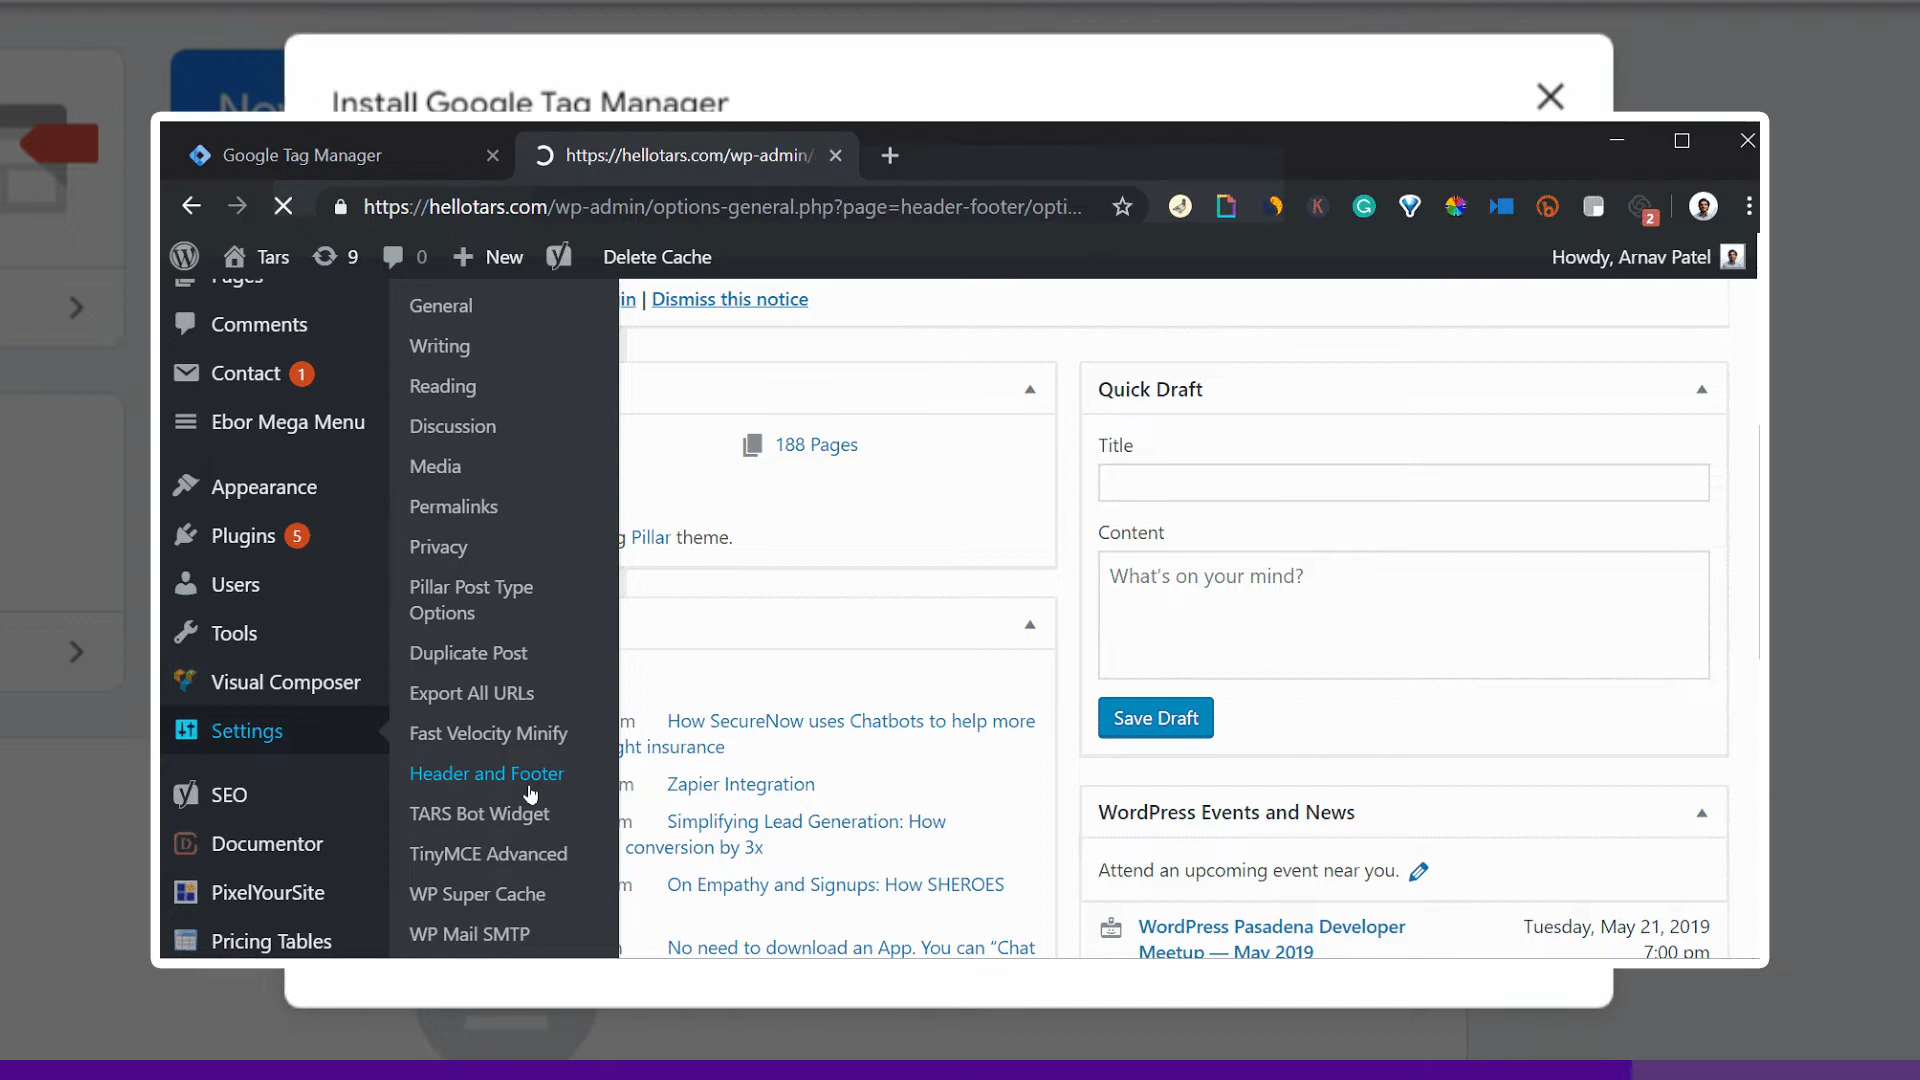 Install Google Tag Manager
Google Tag Manager
https://hellotars.com/wp-admin/
https://hellotars.com/wp-admin/options-general.php?page=header-footer/opti...
2
Tars
9
0
New
Delete Cache
Howdy, Arnav Patel
Pages
Comments
Contact 1
Ebor Mega Menu
Appearance
Plugins 5
Users
Tools
Visual Composer
Settings
SEO
Documentor
PixelYourSite
Pricing Tables
General
Writing
Reading
Discussion
Media
Permalinks
Privacy
Pillar Post Type
Options
Duplicate Post
Export All URLs
Fast Velocity Minify
Header and Footer
TARS Bot Widget
TinyMCE Advanced
WP Super Cache
WP Mail SMTP
in | Dismiss this notice
188 Pages
g Pillar theme.
m How SecureNow uses Chatbots to help more
ght insurance
m Zapier Integration
m Simplifying Lead Generation: How
conversion by 3x
m On Empathy and Signups: How SHEROES
m No need to download an App. You can “Chat
Quick Draft
Title
Content
What's on your mind?
Save Draft
WordPress Events and News
Attend an upcoming event near you.
WordPress Pasadena Developer
Meetup — May 2019
Tuesday, May 21, 2019
7:00 pm